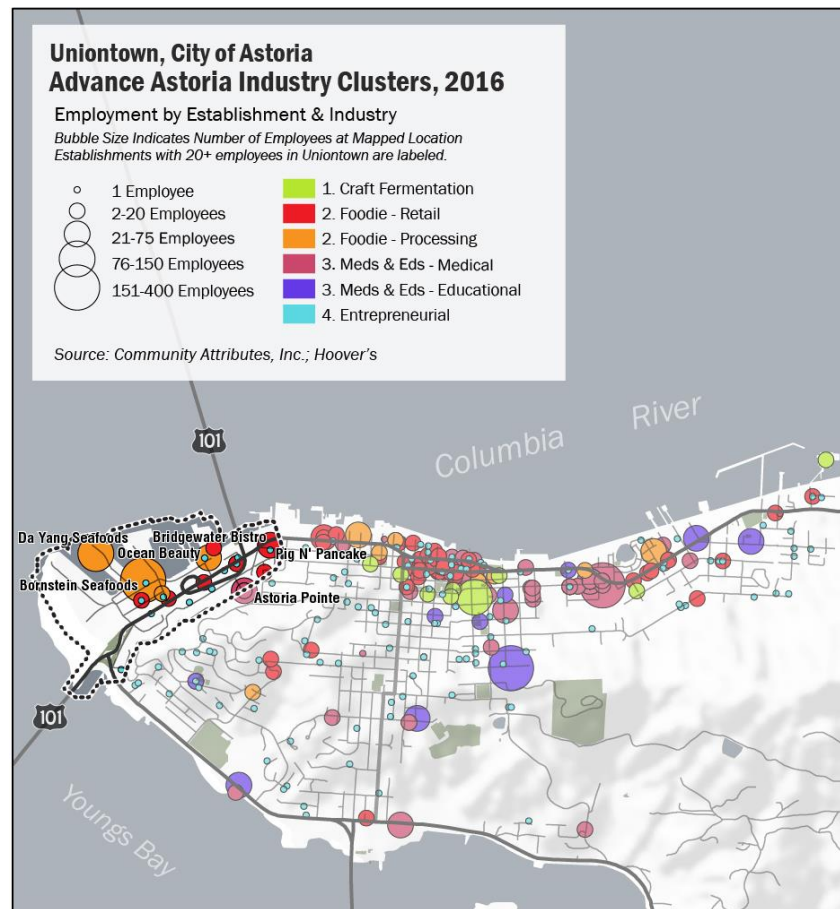 Uniontown, City of Astoria
Advance Astoria Industry Clusters, 2016
Employment by Establishment & Industry
Bubble Size Indicates Number of Employees at Mapped Location
Establishments with 20+ employees in Uniontown are labeled.
1 Employee
2-20 Employees
21-75 Employees
76-150 Employees
151-400 Employees
1. Craft Fermentation
2. Foodie - Retail
2. Foodie - Processing
3. Meds & Eds - Medical
3. Meds & Eds - Educational
4. Entrepreneurial
Source: Community Attributes, Inc.; Hoover's
101
Columbia River
Da Yang Seafoods
Bridgewater Bistro
Ocean Beauty
Pig N' Pancake
Bornstein Seafoods
Astoria Pointe
101
Youngs Bay